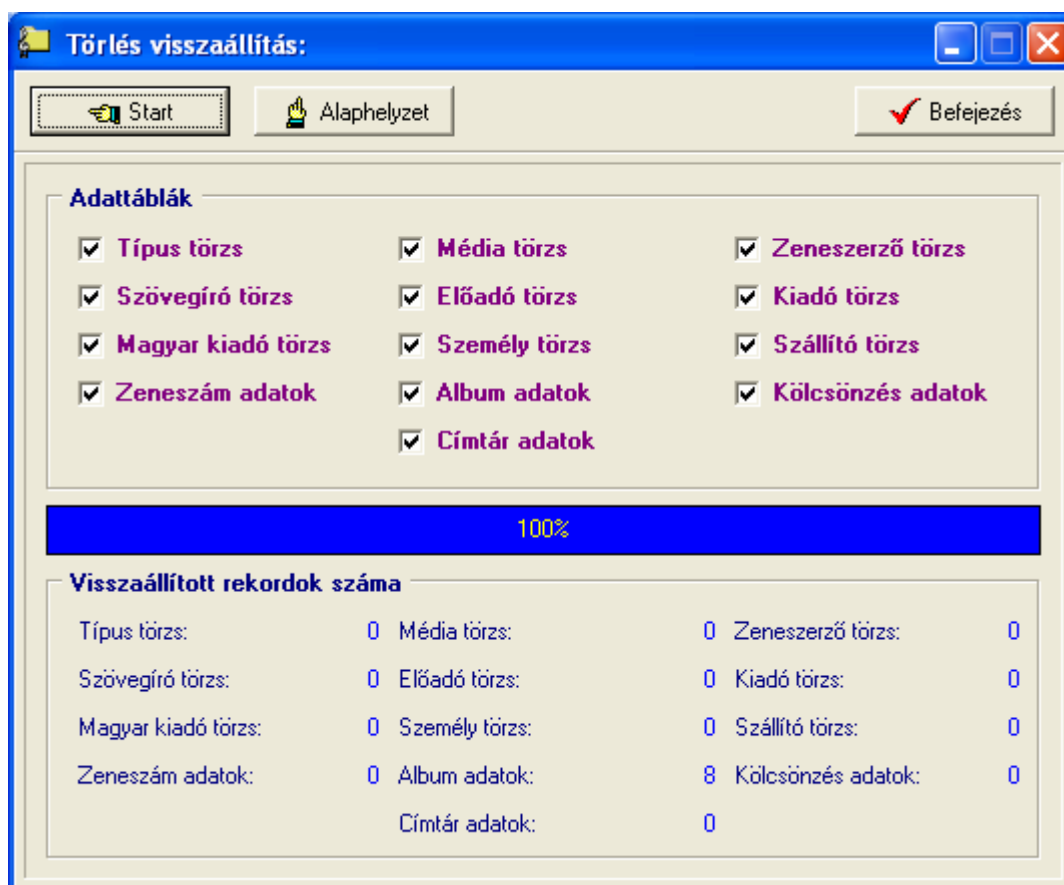 Törlés visszaállítás:
Start Alaphelyzet Befejezés
Adattáblák
Típus törzs Média törzs Zeneszerző törzs
Szövegíró törzs Előadó törzs Kiadó törzs
Magyar kiadó törzs Személy törzs Szállító törzs
Zeneszám adatok Album adatok Kölcsönzés adatok
Címtár adatok
100%
Visszaállított rekordok száma
Típus törzs: 0 Média törzs: 0 Zeneszerző törzs: 0
Szövegíró törzs: 0 Előadó törzs: 0 Kiadó törzs: 0
Magyar kiadó törzs: 0 Személy törzs: 0 Szállító törzs: 0
Zeneszám adatok: 0 Album adatok: 8 Kölcsönzés adatok: 0
Címtár adatok: 0